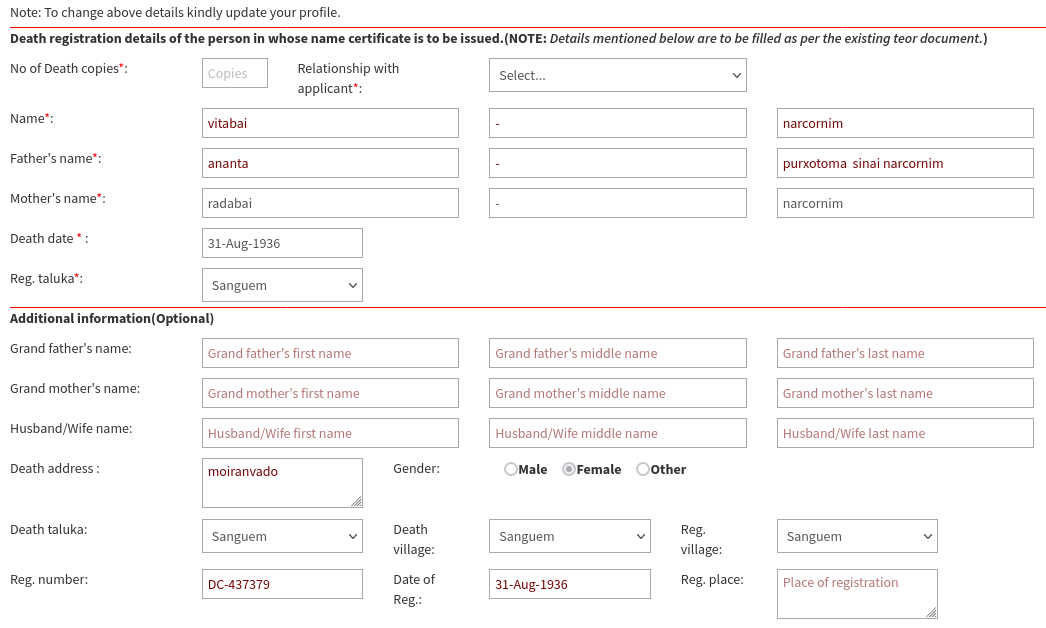 Note: To change above details kindly update your profile.
Death registration details of the person in whose name certificate is to be issued.(NOTE: Details mentioned below are to be filled as per the existing teor document.)
No of Death copies*: Copies Relationship with applicant*: Select...
Name*: vitabai - narcornim
Father's name*: ananta - purxotoma  sinai narcornim
Mother's name*: radabai - narcornim
Death date * : 31-Aug-1936
Reg. taluka*: Sanguem
Additional information(Optional)
Grand father's name: Grand father's first name Grand father's middle name Grand father's last name
Grand mother's name: Grand mother's first name Grand mother's middle name Grand mother's last name
Husband/Wife name: Husband/Wife first name Husband/Wife middle name Husband/Wife last name
Death address : moiranvado Gender: Male Female Other
Death taluka: Sanguem Death village: Sanguem Reg. village: Sanguem
Reg. number: DC-437379 Date of Reg.: 31-Aug-1936 Reg. place: Place of registration